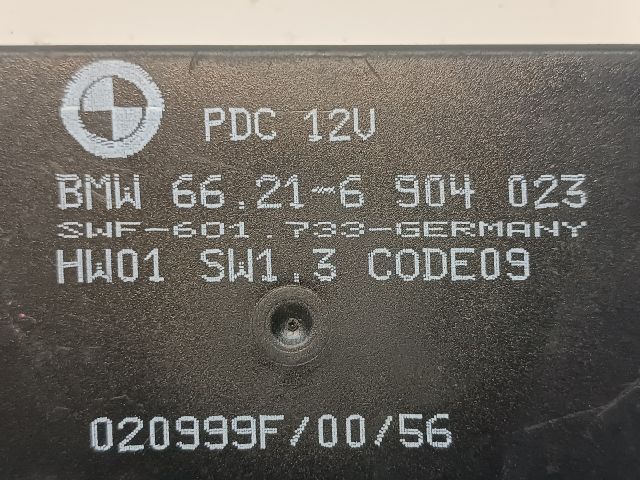 PDC 12V
BMW 66.21-6 904 023
SWF-601.733-GERMANY
HW01 SW1.3 CODE09
020999F/00/56